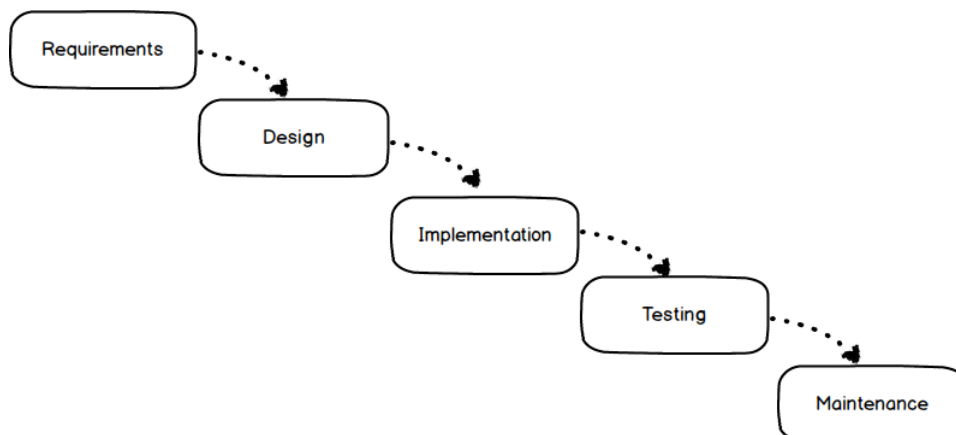 Requirements
Design
Implementation
Testing
Maintenance